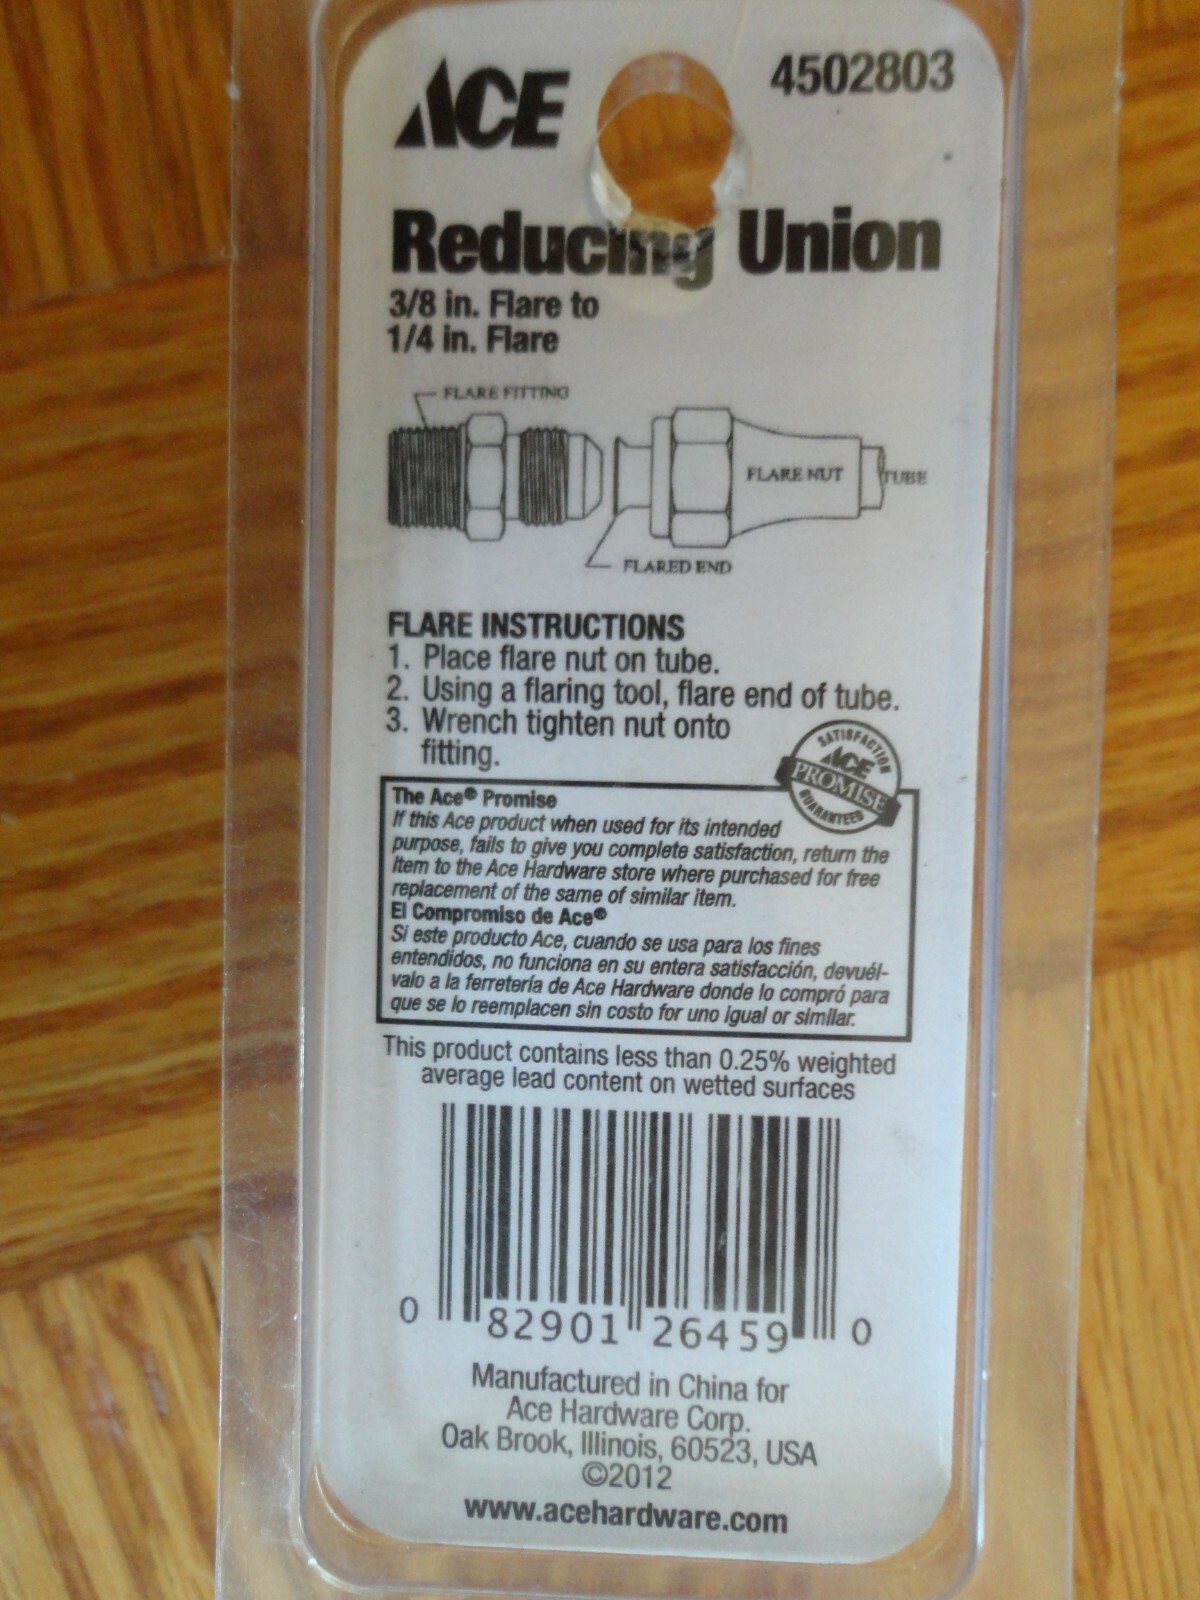 ACE
4502803
Reducing Union
3/8 in. Flare to
1/4 in. Flare
FLARE FITTING
FLARE NUT
TUBE
FLARED END
FLARE INSTRUCTIONS
1. Place flare nut on tube.
2. Using a flaring tool, flare end of tube.
3. Wrench tighten nut onto
fitting.
SATISFACTION
ACE
PROMISE
GUARANTEED
The Ace® Promise
If this Ace product when used for its intended
purpose, fails to give you complete satisfaction, return the
item to the Ace Hardware store where purchased for free
replacement of the same of similar item.
El Compromiso de Ace®
Si este producto Ace, cuando se usa para los fines
entendidos, no funciona en su entera satisfacción, devuél-
valo a la ferretería de Ace Hardware donde lo compró para
que se lo reemplacen sin costo for uno igual or similar.
This product contains less than 0.25% weighted
average lead content on wetted surfaces
0 82901 26459 0
Manufactured in China for
Ace Hardware Corp.
Oak Brook, Illinois, 60523, USA
©2012
www.acehardware.com